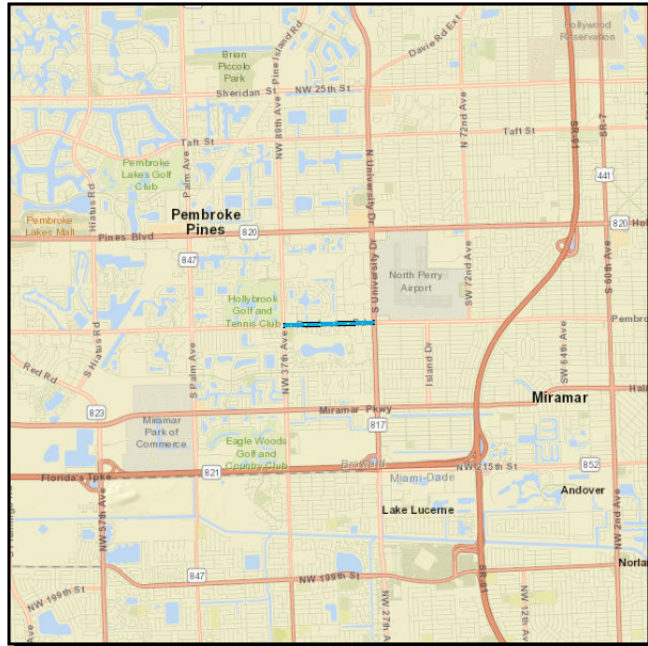 Hollywood
Reservation
Davie Rd Ext
Brian
Piccolo
Park
Pine Island Rd
Sheridan St
NW 25th St
NW 89th Ave
N 72nd Ave
SR-91
SR-7
Taft St
Taft St
Pembroke
Lakes Golf
Club
Palm Ave
N University Dr
441
Hiatus Rd
Pembroke
Lakes Mall
Pembroke
Pines
820
820
Pines Blvd
847
S University Dr
North Perry
Airport
SW 72nd Ave
S 60th Ave
Hollybrook
Golf and
Tennis Club
S Hiatus Rd
S Palm Ave
NW 37th Ave
Island Dr
SW 64th Ave
Red Rd
Miramar
823
Miramar Pkwy
Miramar
Park of
Commerce
817
Eagle Woods
Golf and
Country Club
Broward
821
NW 215th St
852
Florida's Tpke
Miami-Dade
Andover
NW 57th Ave
Lake Lucerne
NW 2nd Ave
847
NW 199th St
NW 199th St
SR-91
NW 27th Ave
NW 12th Ave